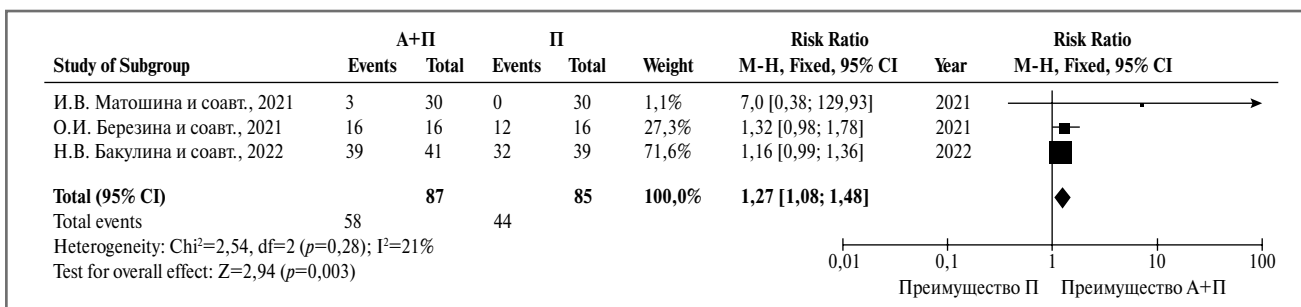 А+П П Risk Ratio Risk Ratio
Study of Subgroup Events Total Events Total Weight M-H, Fixed, 95% CI Year M-H, Fixed, 95% CI
И.В. Матошина и соавт., 2021 3 30 0 30 1,1% 7,0 [0,38; 129,93] 2021
О.И. Березина и соавт., 2021 16 16 12 16 27,3% 1,32 [0,98; 1,78] 2021
Н.В. Бакулина и соавт., 2022 39 41 32 39 71,6% 1,16 [0,99; 1,36] 2022
Total (95% CI) 87 85 100,0% 1,27 [1,08; 1,48]
Total events 58 44
Heterogeneity: Chi²=2,54, df=2 (p=0,28); I²=21%
Test for overall effect: Z=2,94 (p=0,003)
0,01 0,1 1 10 100
Преимущество П Преимущество А+П